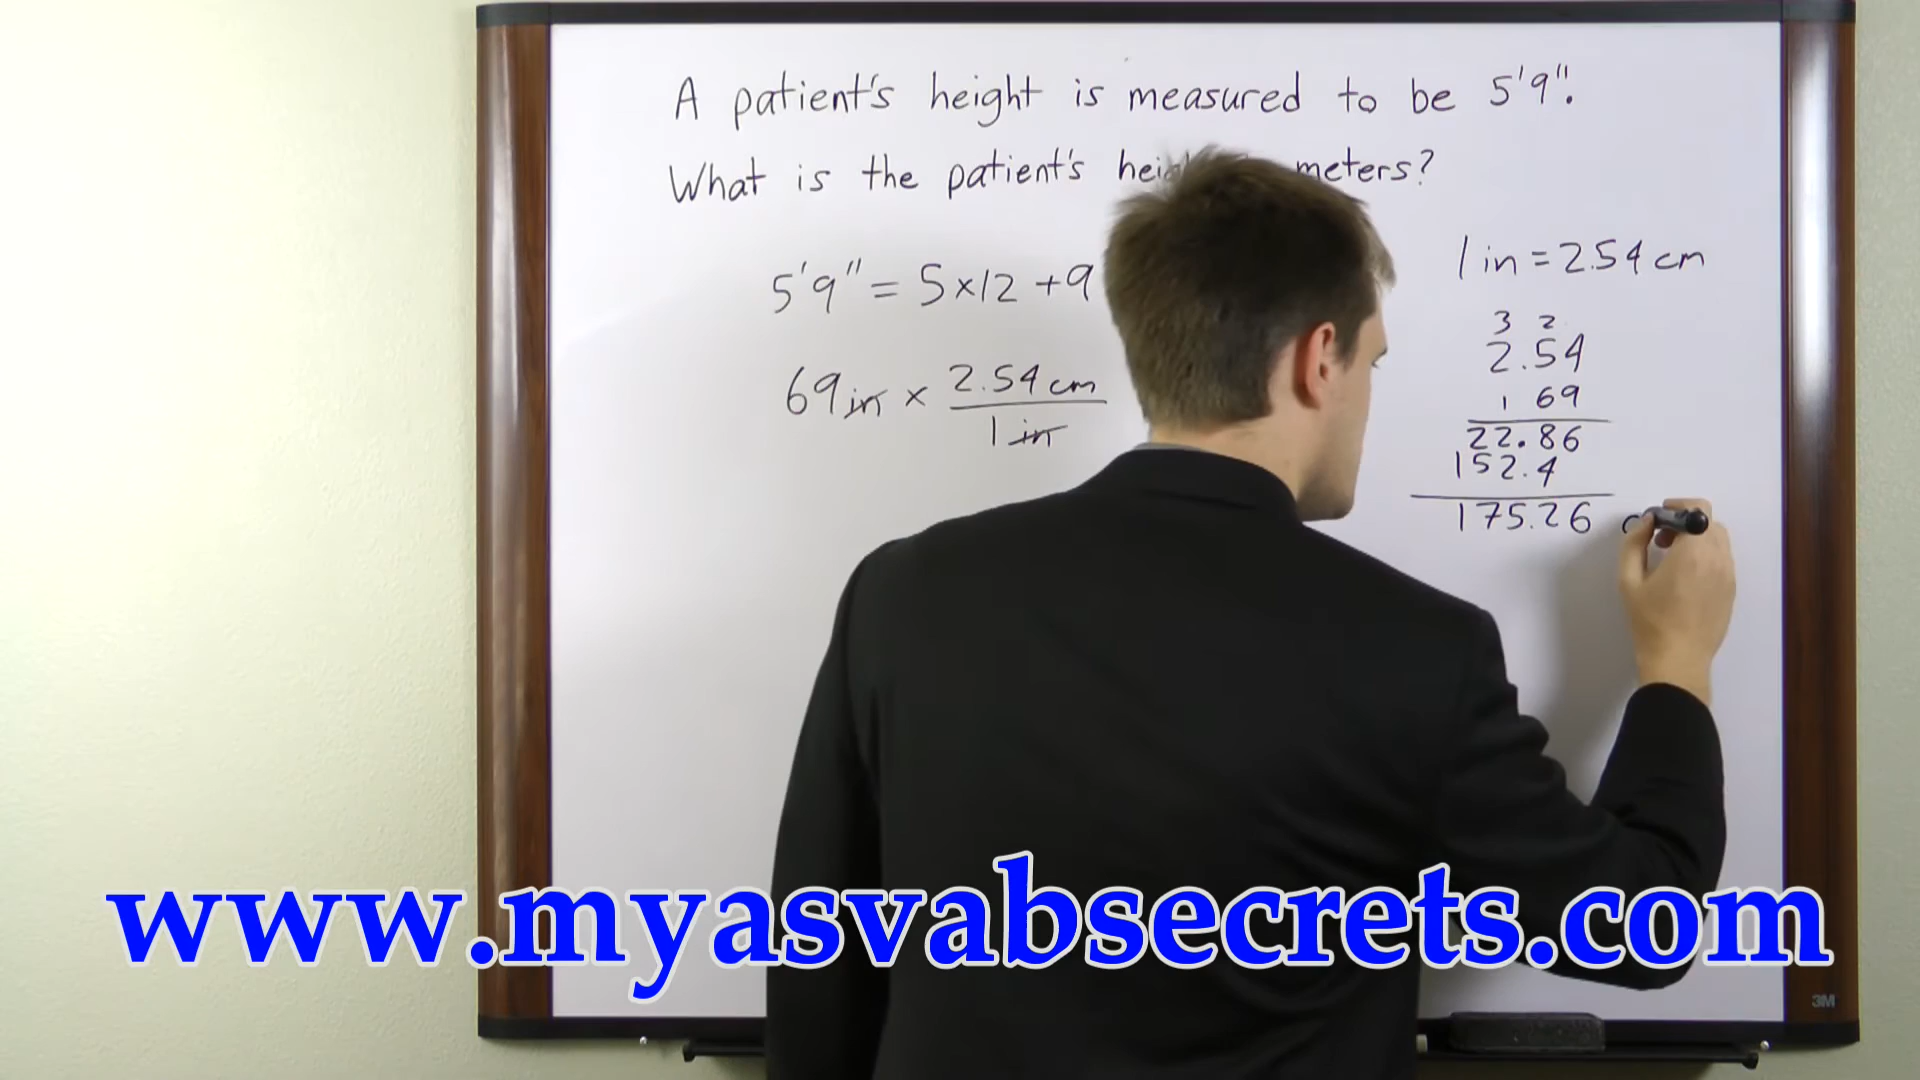 A patient's height is measured to be 5'9".
What is the patient's meters?
5'9" = 5×12 +9
69 in × 2.54 cm
1 in
1 in = 2.54 cm
3 2
2.54
1 69
22.86
152.4
175.26
www.myasvabsecrets.com
3M